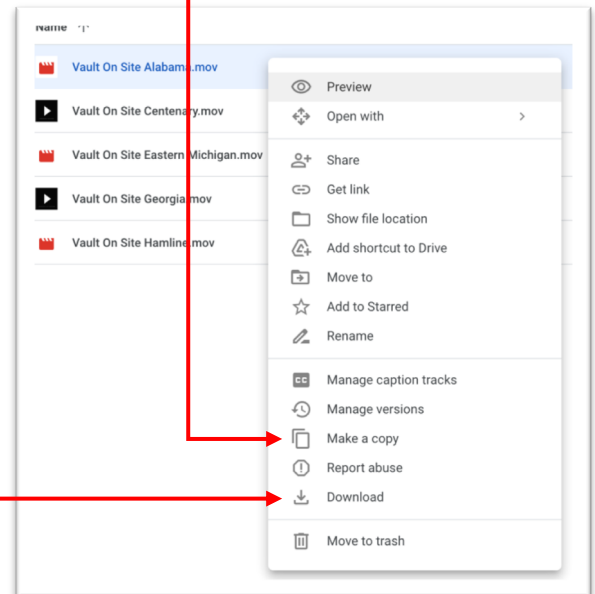 Name
Vault On Site Alabama.mov
Vault On Site Centenary.mov
Vault On Site Eastern Michigan.mov
Vault On Site Georgia.mov
Vault On Site Hamline.mov
Preview
Open with
Share
Get link
Show file location
Add shortcut to Drive
Move to
Add to Starred
Rename
CC Manage caption tracks
Manage versions
Make a copy
Report abuse
Download
Move to trash